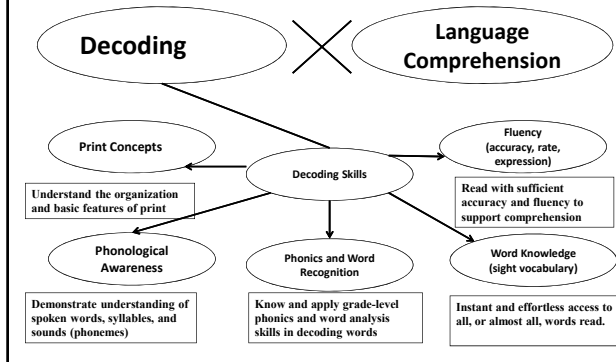 Decoding
Language
Comprehension
Print Concepts
Understand the organization
and basic features of print
Decoding Skills
Fluency
(accuracy, rate,
expression)
Read with sufficient
accuracy and fluency to
support comprehension
Phonological
Awareness
Demonstrate understanding of
spoken words, syllables, and
sounds (phonemes)
Phonics and Word
Recognition
Know and apply grade-level
phonics and word analysis
skills in decoding words
Word Knowledge
(sight vocabulary)
Instant and effortless access to
all, or almost all, words read.